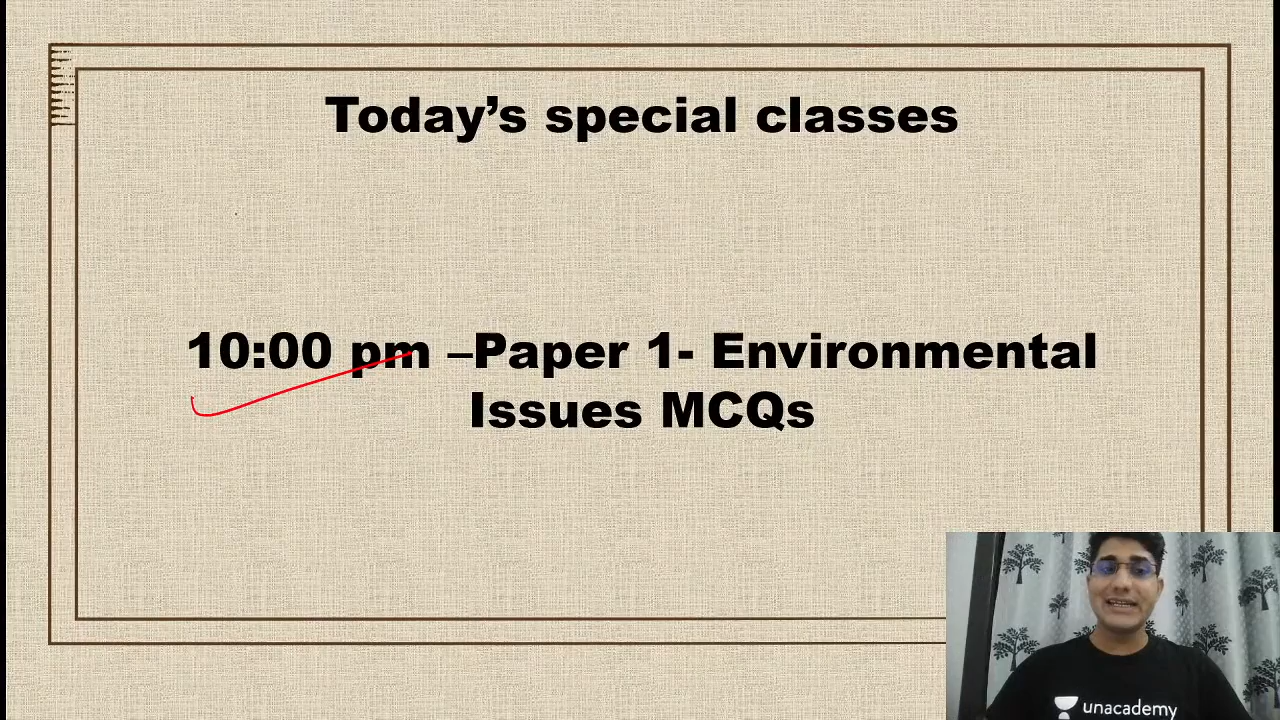 Today’s special classes
10:00 pm –Paper 1- Environmental
Issues MCQs
unacademy